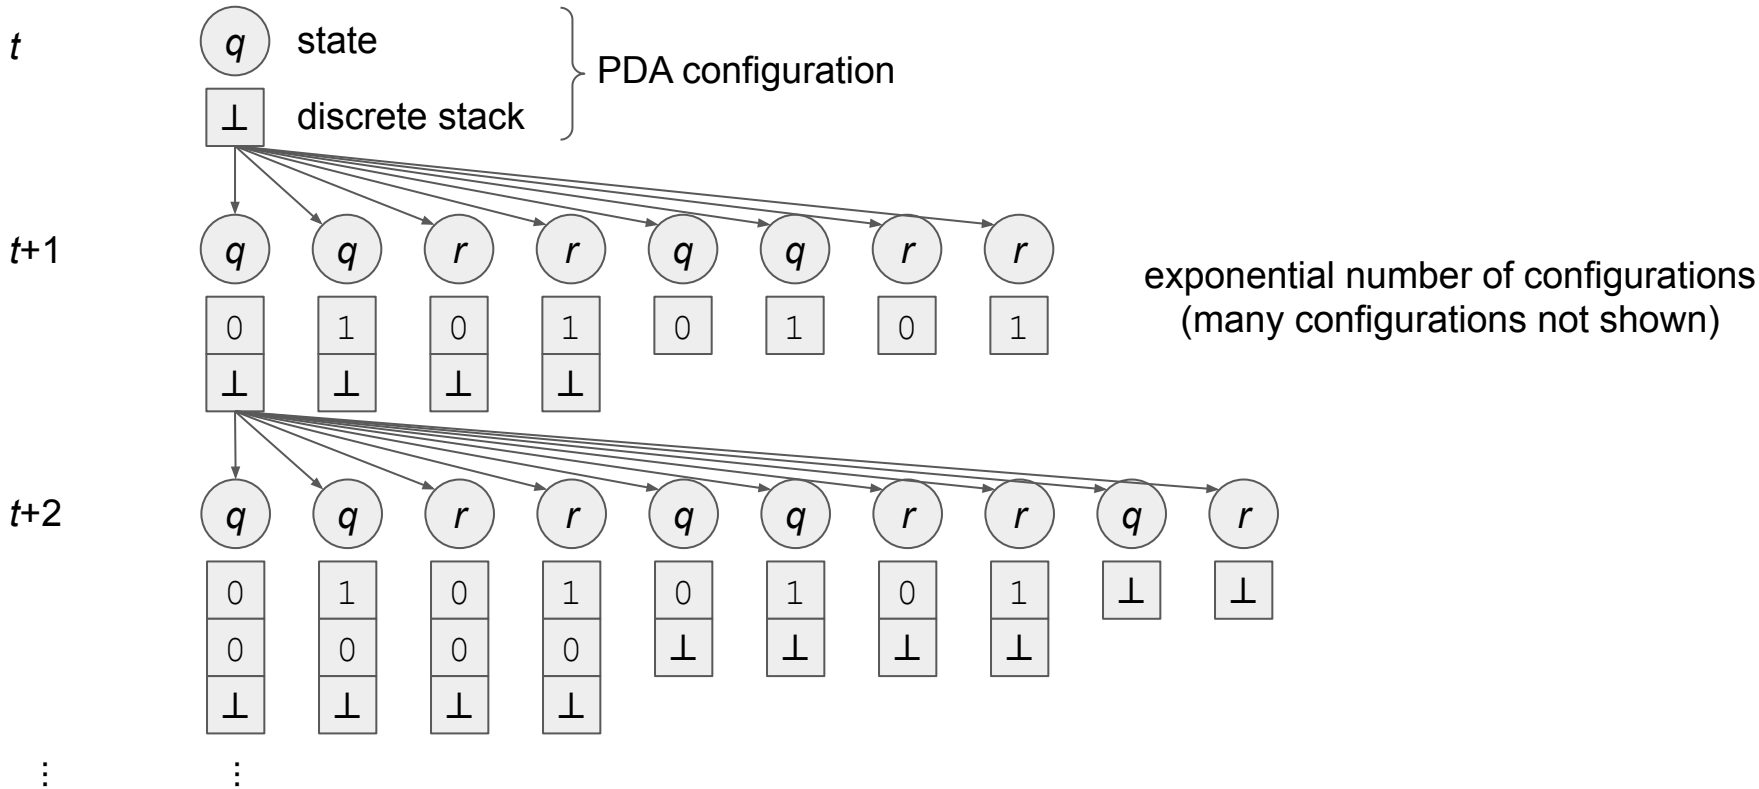 t
q
state
PDA configuration
⊥
discrete stack
t+1
q q r r q q r r
exponential number of configurations
(many configurations not shown)
0 1 0 1 0 1 0 1
⊥ ⊥ ⊥ ⊥
t+2
q q r r q q r r q r
0 1 0 1 0 1 0 1 ⊥ ⊥
0 0 0 0 ⊥ ⊥ ⊥ ⊥
⊥ ⊥ ⊥ ⊥
⋮ ⋮